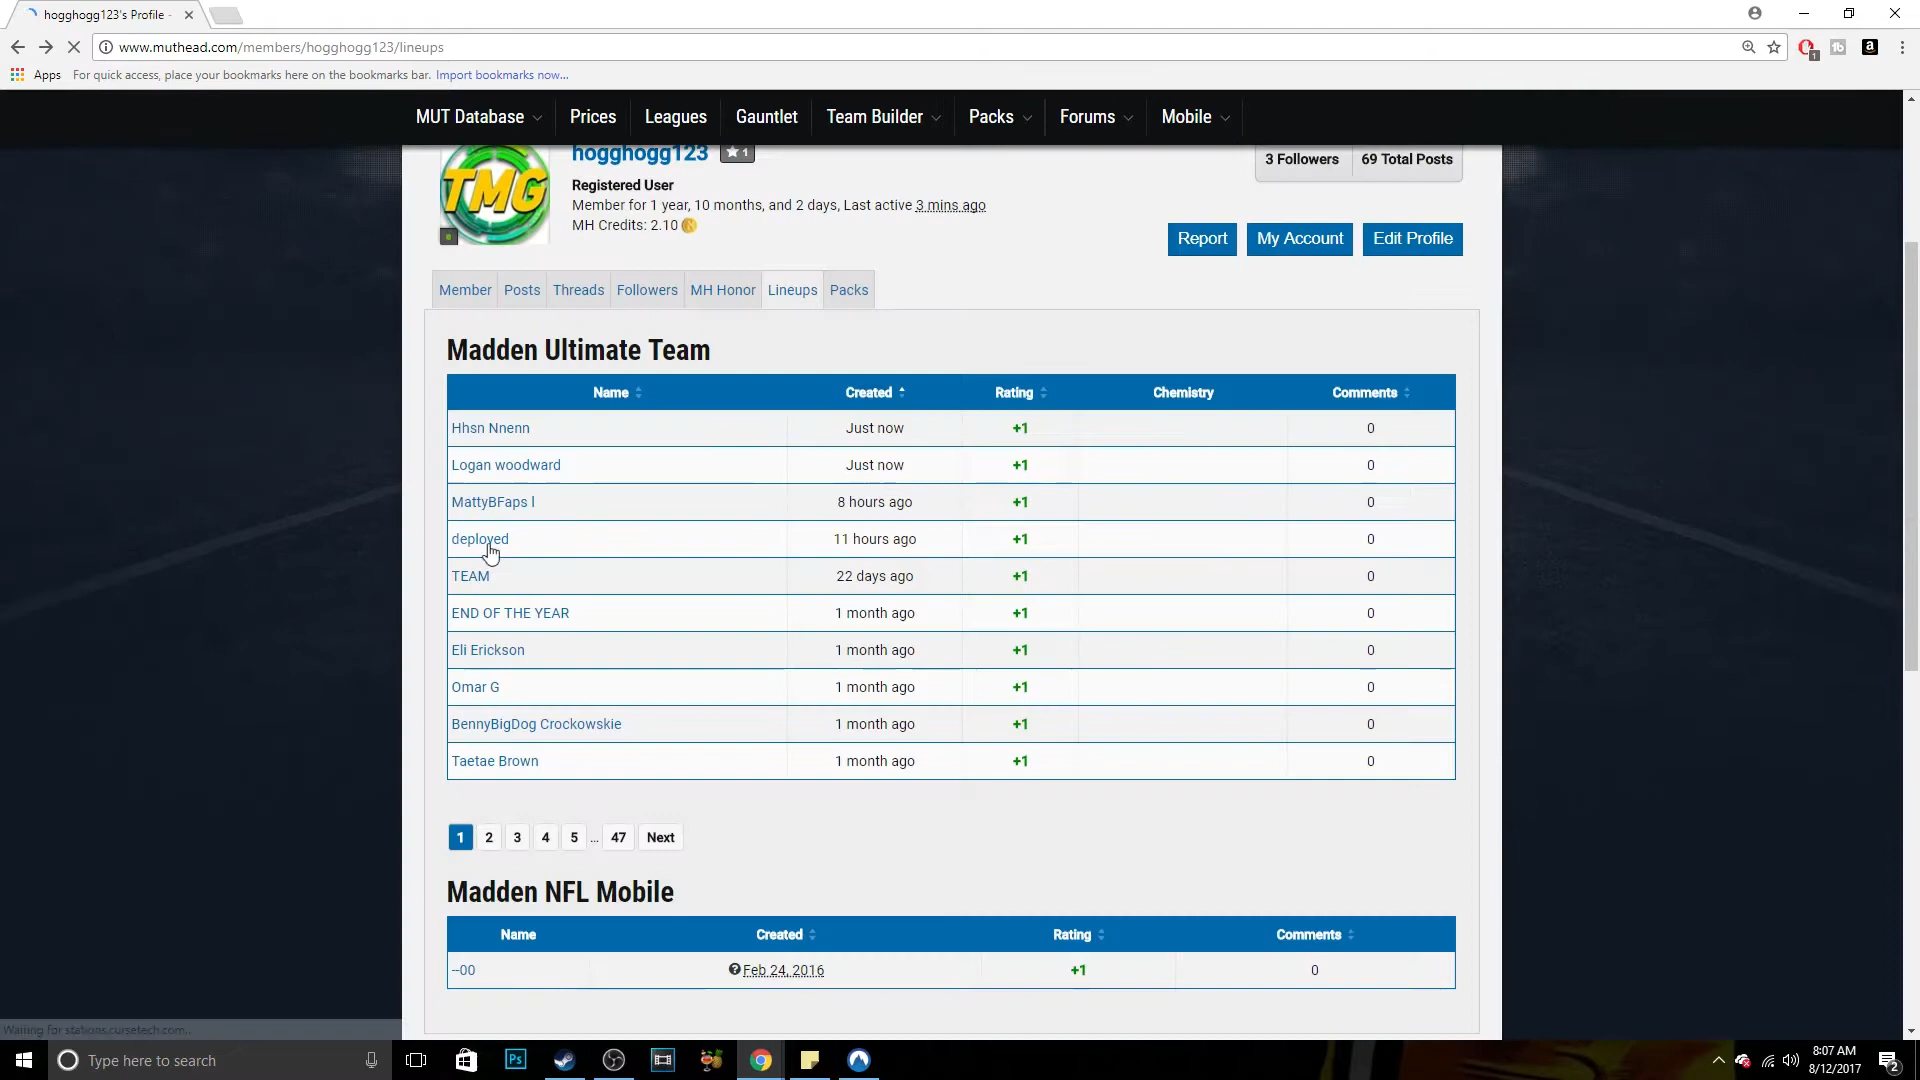 hogghogg123's Profile -
www.muthead.com/members/hogghogg123/lineups
Apps For quick access, place your bookmarks here on the bookmarks bar. Import bookmarks now...
MUT Database Prices Leagues Gauntlet Team Builder Packs Forums Mobile
TMG
hogghogg123 ★ 1
3 Followers 69 Total Posts
Registered User
Member for 1 year, 10 months, and 2 days, Last active 3 mins ago
MH Credits: 2.10
Report My Account Edit Profile
Member Posts Threads Followers MH Honor Lineups Packs
Madden Ultimate Team
Name Created Rating Chemistry Comments
Hhsn Nnenn Just now +1 0
Logan woodward Just now +1 0
MattyBFaps l 8 hours ago +1 0
deployed 11 hours ago +1 0
TEAM 22 days ago +1 0
END OF THE YEAR 1 month ago +1 0
Eli Erickson 1 month ago +1 0
Omar G 1 month ago +1 0
BennyBigDog Crockowskie 1 month ago +1 0
Taetae Brown 1 month ago +1 0
1 2 3 4 5 ... 47 Next
Madden NFL Mobile
Name Created Rating Comments
--00 Feb 24, 2016 +1 0
Waiting for stations.cursetech.com...
Type here to search
Ps
8:07 AM
8/12/2017
2